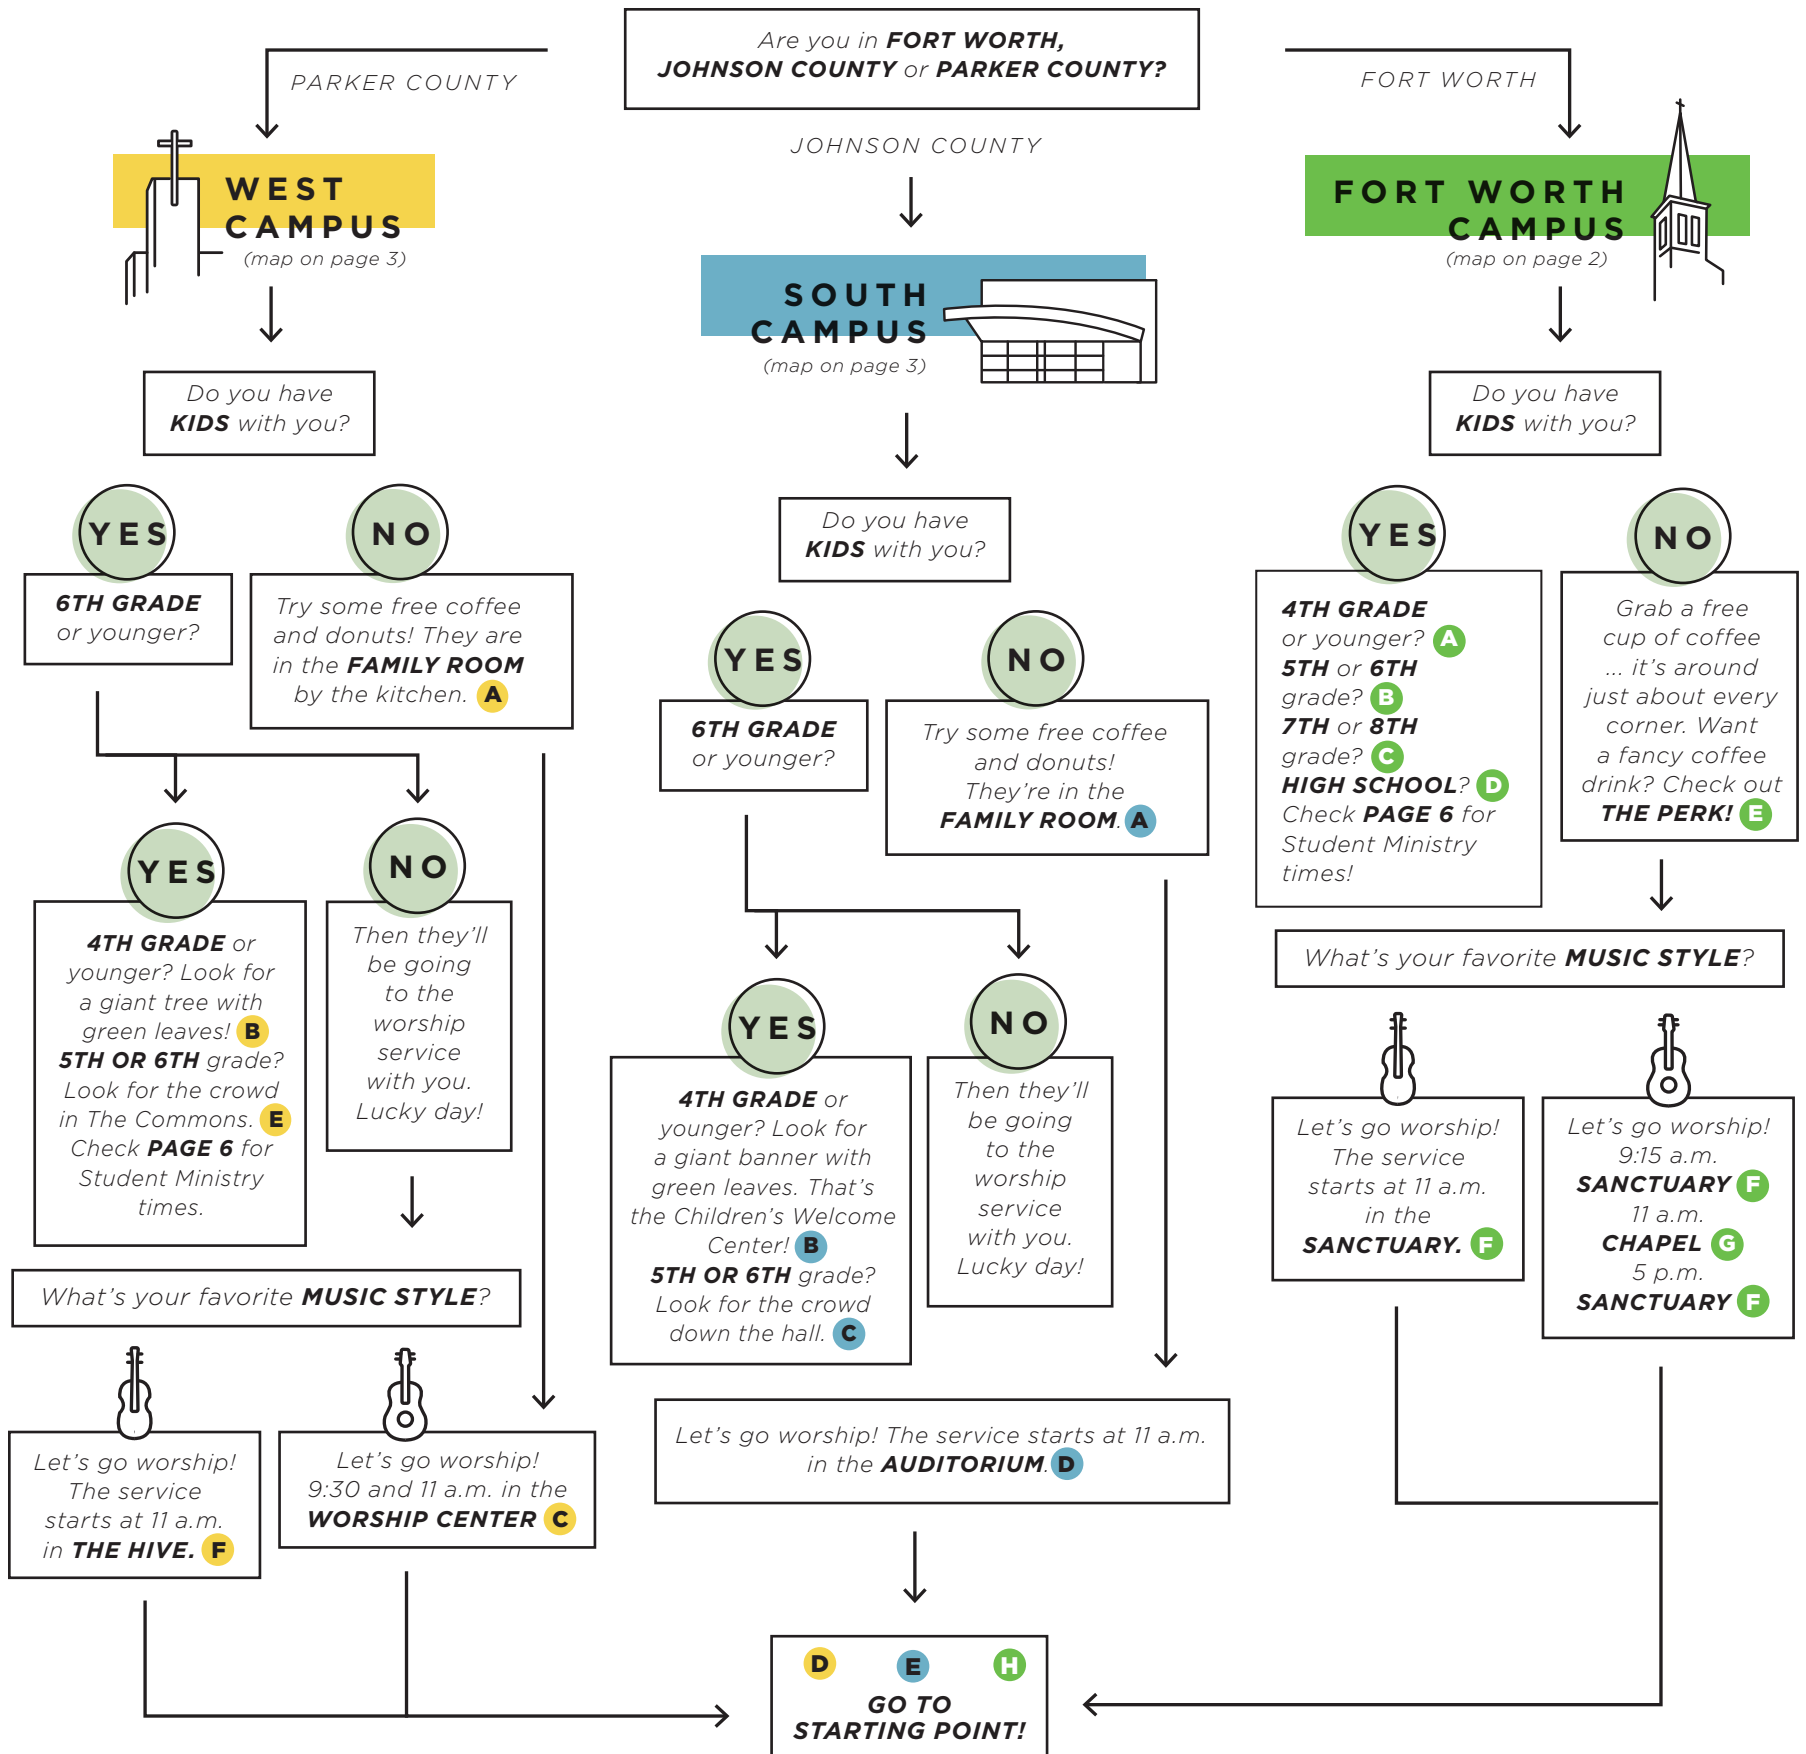 Are you in FORT WORTH,
JOHNSON COUNTY or PARKER COUNTY?
PARKER COUNTY
JOHNSON COUNTY
FORT WORTH
WEST
CAMPUS
(map on page 3)
Do you have
KIDS with you?
YES
6TH GRADE
or younger?
NO
Try some free coffee
and donuts! They are
in the FAMILY ROOM
by the kitchen. A
YES
4TH GRADE or
younger? Look for
a giant tree with
green leaves! B
5TH OR 6TH grade?
Look for the crowd
in The Commons. E
Check PAGE 6 for
Student Ministry
times.
NO
Then they'll
be going
to the
worship
service
with you.
Lucky day!
What's your favorite MUSIC STYLE?
Let's go worship!
The service
starts at 11 a.m.
in THE HIVE. F
Let's go worship!
9:30 and 11 a.m. in the
WORSHIP CENTER C
SOUTH
CAMPUS
(map on page 3)
Do you have
KIDS with you?
YES
6TH GRADE
or younger?
NO
Try some free coffee
and donuts!
They're in the
FAMILY ROOM. A
YES
4TH GRADE or
younger? Look for
a giant banner with
green leaves. That's
the Children's Welcome
Center! B
5TH OR 6TH grade?
Look for the crowd
down the hall. C
NO
Then they'll
be going
to the
worship
service
with you.
Lucky day!
Let's go worship! The service starts at 11 a.m.
in the AUDITORIUM. D
FORT WORTH
CAMPUS
(map on page 2)
Do you have
KIDS with you?
YES
4TH GRADE
or younger? A
5TH or 6TH
grade? B
7TH or 8TH
grade? C
HIGH SCHOOL? D
Check PAGE 6 for
Student Ministry
times!
NO
Grab a free
cup of coffee
... it's around
just about every
corner. Want
a fancy coffee
drink? Check out
THE PERK! E
What's your favorite MUSIC STYLE?
Let's go worship!
The service
starts at 11 a.m.
in the
SANCTUARY. F
Let's go worship!
9:15 a.m.
SANCTUARY F
11 a.m.
CHAPEL G
5 p.m.
SANCTUARY F
D E H
GO TO
STARTING POINT!